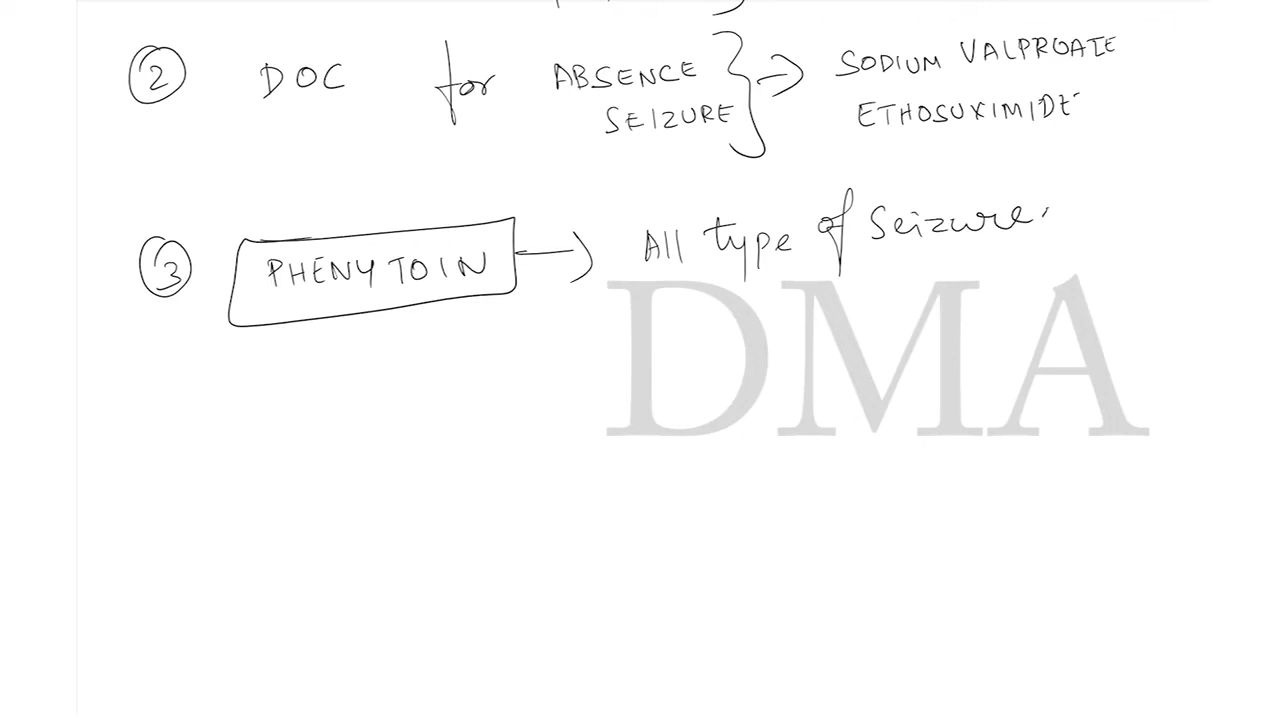 ② DOC for ABSENCE SEIZURE } → SODIUM VALPROATE
ETHOSUXIMIDE
③ PHENYTOIN → All type of Seizure.
DMA